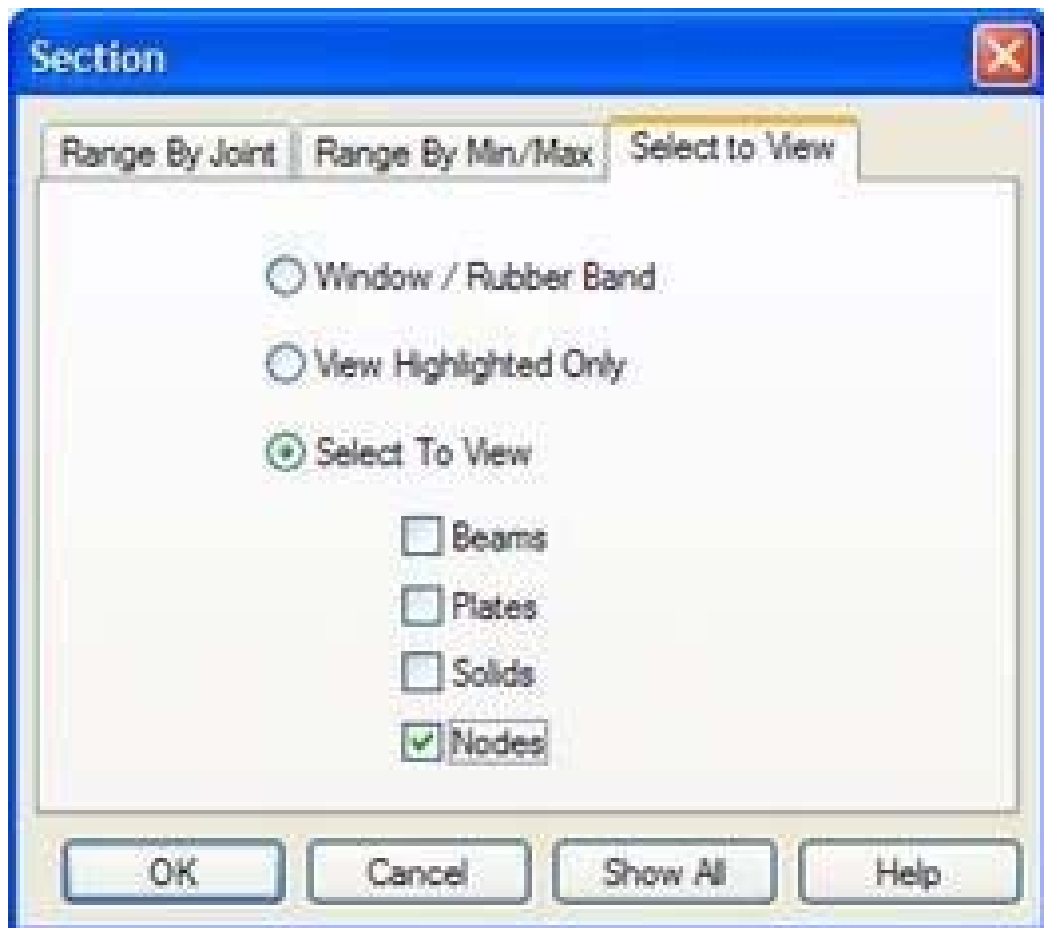 Section
Range By Joint Range By Min/Max Select to View
Window / Rubber Band
View Highlighted Only
Select To View
Beams
Plates
Solids
Nodes
OK Cancel Show All Help